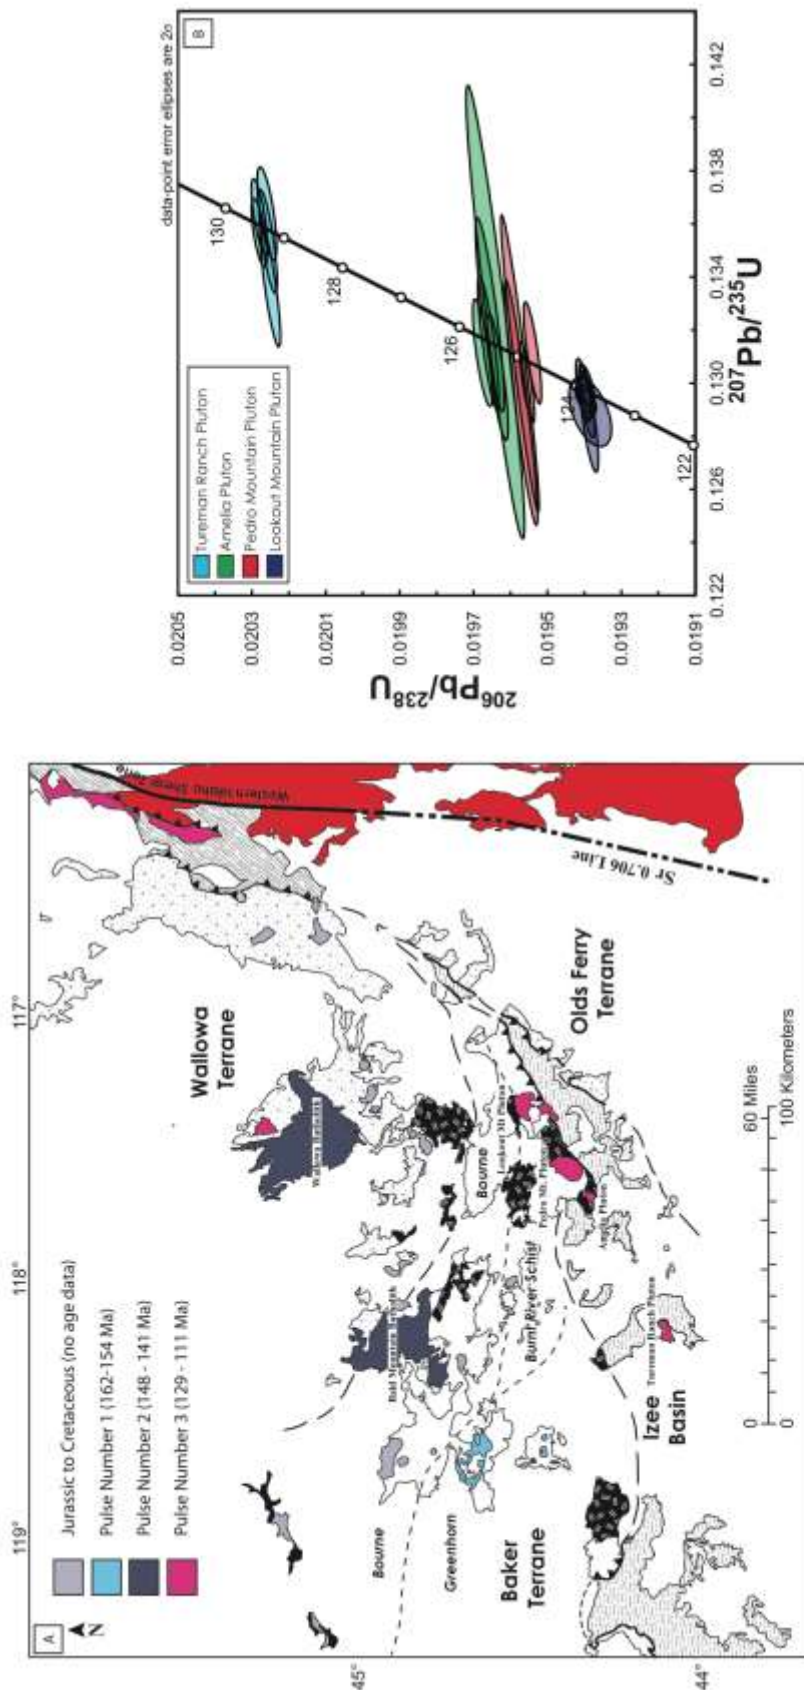 A
N
119°
118°
117°
45°
44°
Jurassic to Cretaceous (no age data)
Pulse Number 1 (162-154 Ma)
Pulse Number 2 (148 - 141 Ma)
Pulse Number 3 (129 - 111 Ma)
Wallowa
Terrane
Wallowa Batholith
Bald Mountain Batholith
Western Idaho Shear Zone
Sr 0.706 Line
Bourne
Greenhorn
Baker
Terrane
Bourne
Burnt River Schist
Lookout Mt Pluton
Pedro Mt. Pluton
Amelia Pluton
Tureman Ranch Pluton
Izee
Basin
Olds Ferry
Terrane
0
60 Miles
0
100 Kilometers
data-point error ellipses are 2σ
B
Tureman Ranch Pluton
Amelia Pluton
Pedro Mountain Pluton
Lookout Mountain Pluton
130
128
126
124
122
0.0205
0.0203
0.0201
0.0199
0.0197
0.0195
0.0193
0.0191
206Pb/238U
0.122
0.126
0.130
0.134
0.138
0.142
207Pb/235U